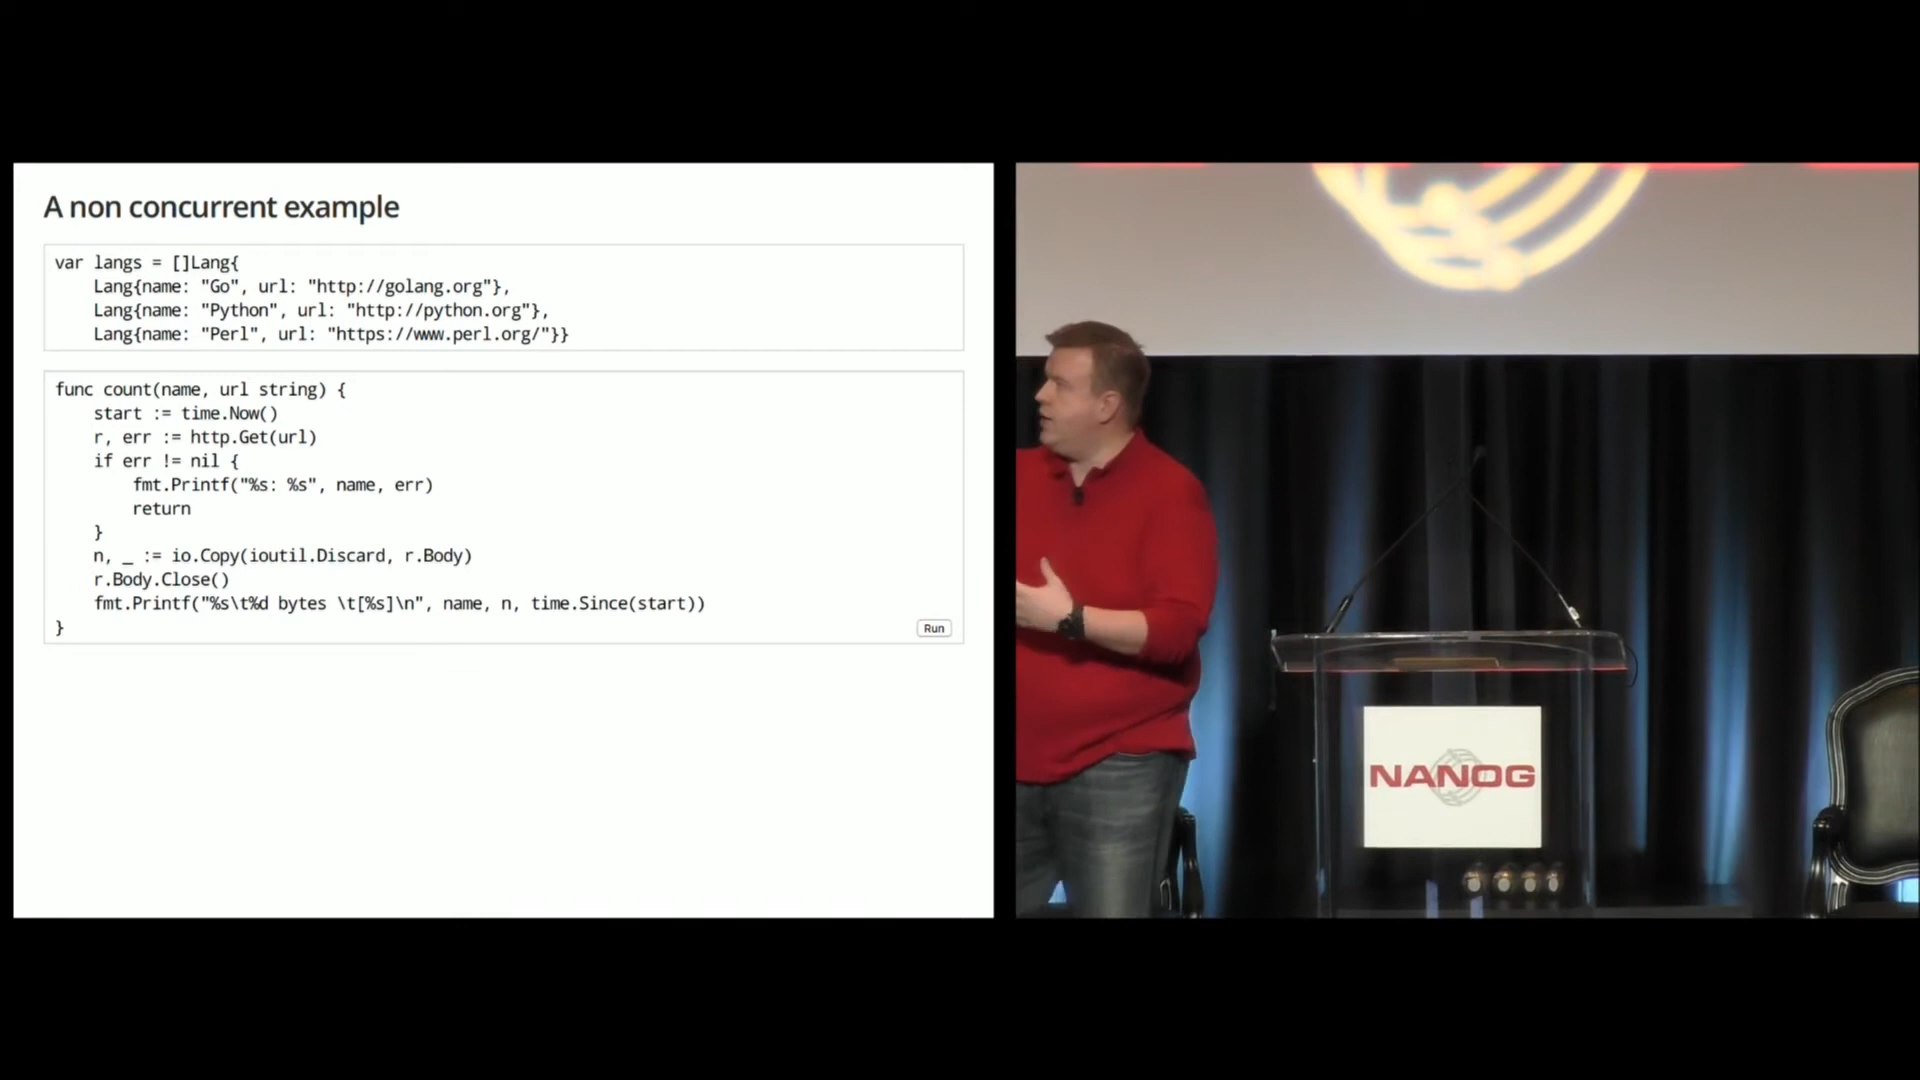 A non concurrent example
var langs = []Lang{
    Lang{name: "Go", url: "http://golang.org"},
    Lang{name: "Python", url: "http://python.org"},
    Lang{name: "Perl", url: "https://www.perl.org/"}}
func count(name, url string) {
    start := time.Now()
    r, err := http.Get(url)
    if err != nil {
        fmt.Printf("%s: %s", name, err)
        return
    }
    n, _ := io.Copy(ioutil.Discard, r.Body)
    r.Body.Close()
    fmt.Printf("%s\t%d bytes \t[%s]\n", name, n, time.Since(start))
}
Run
NANOG